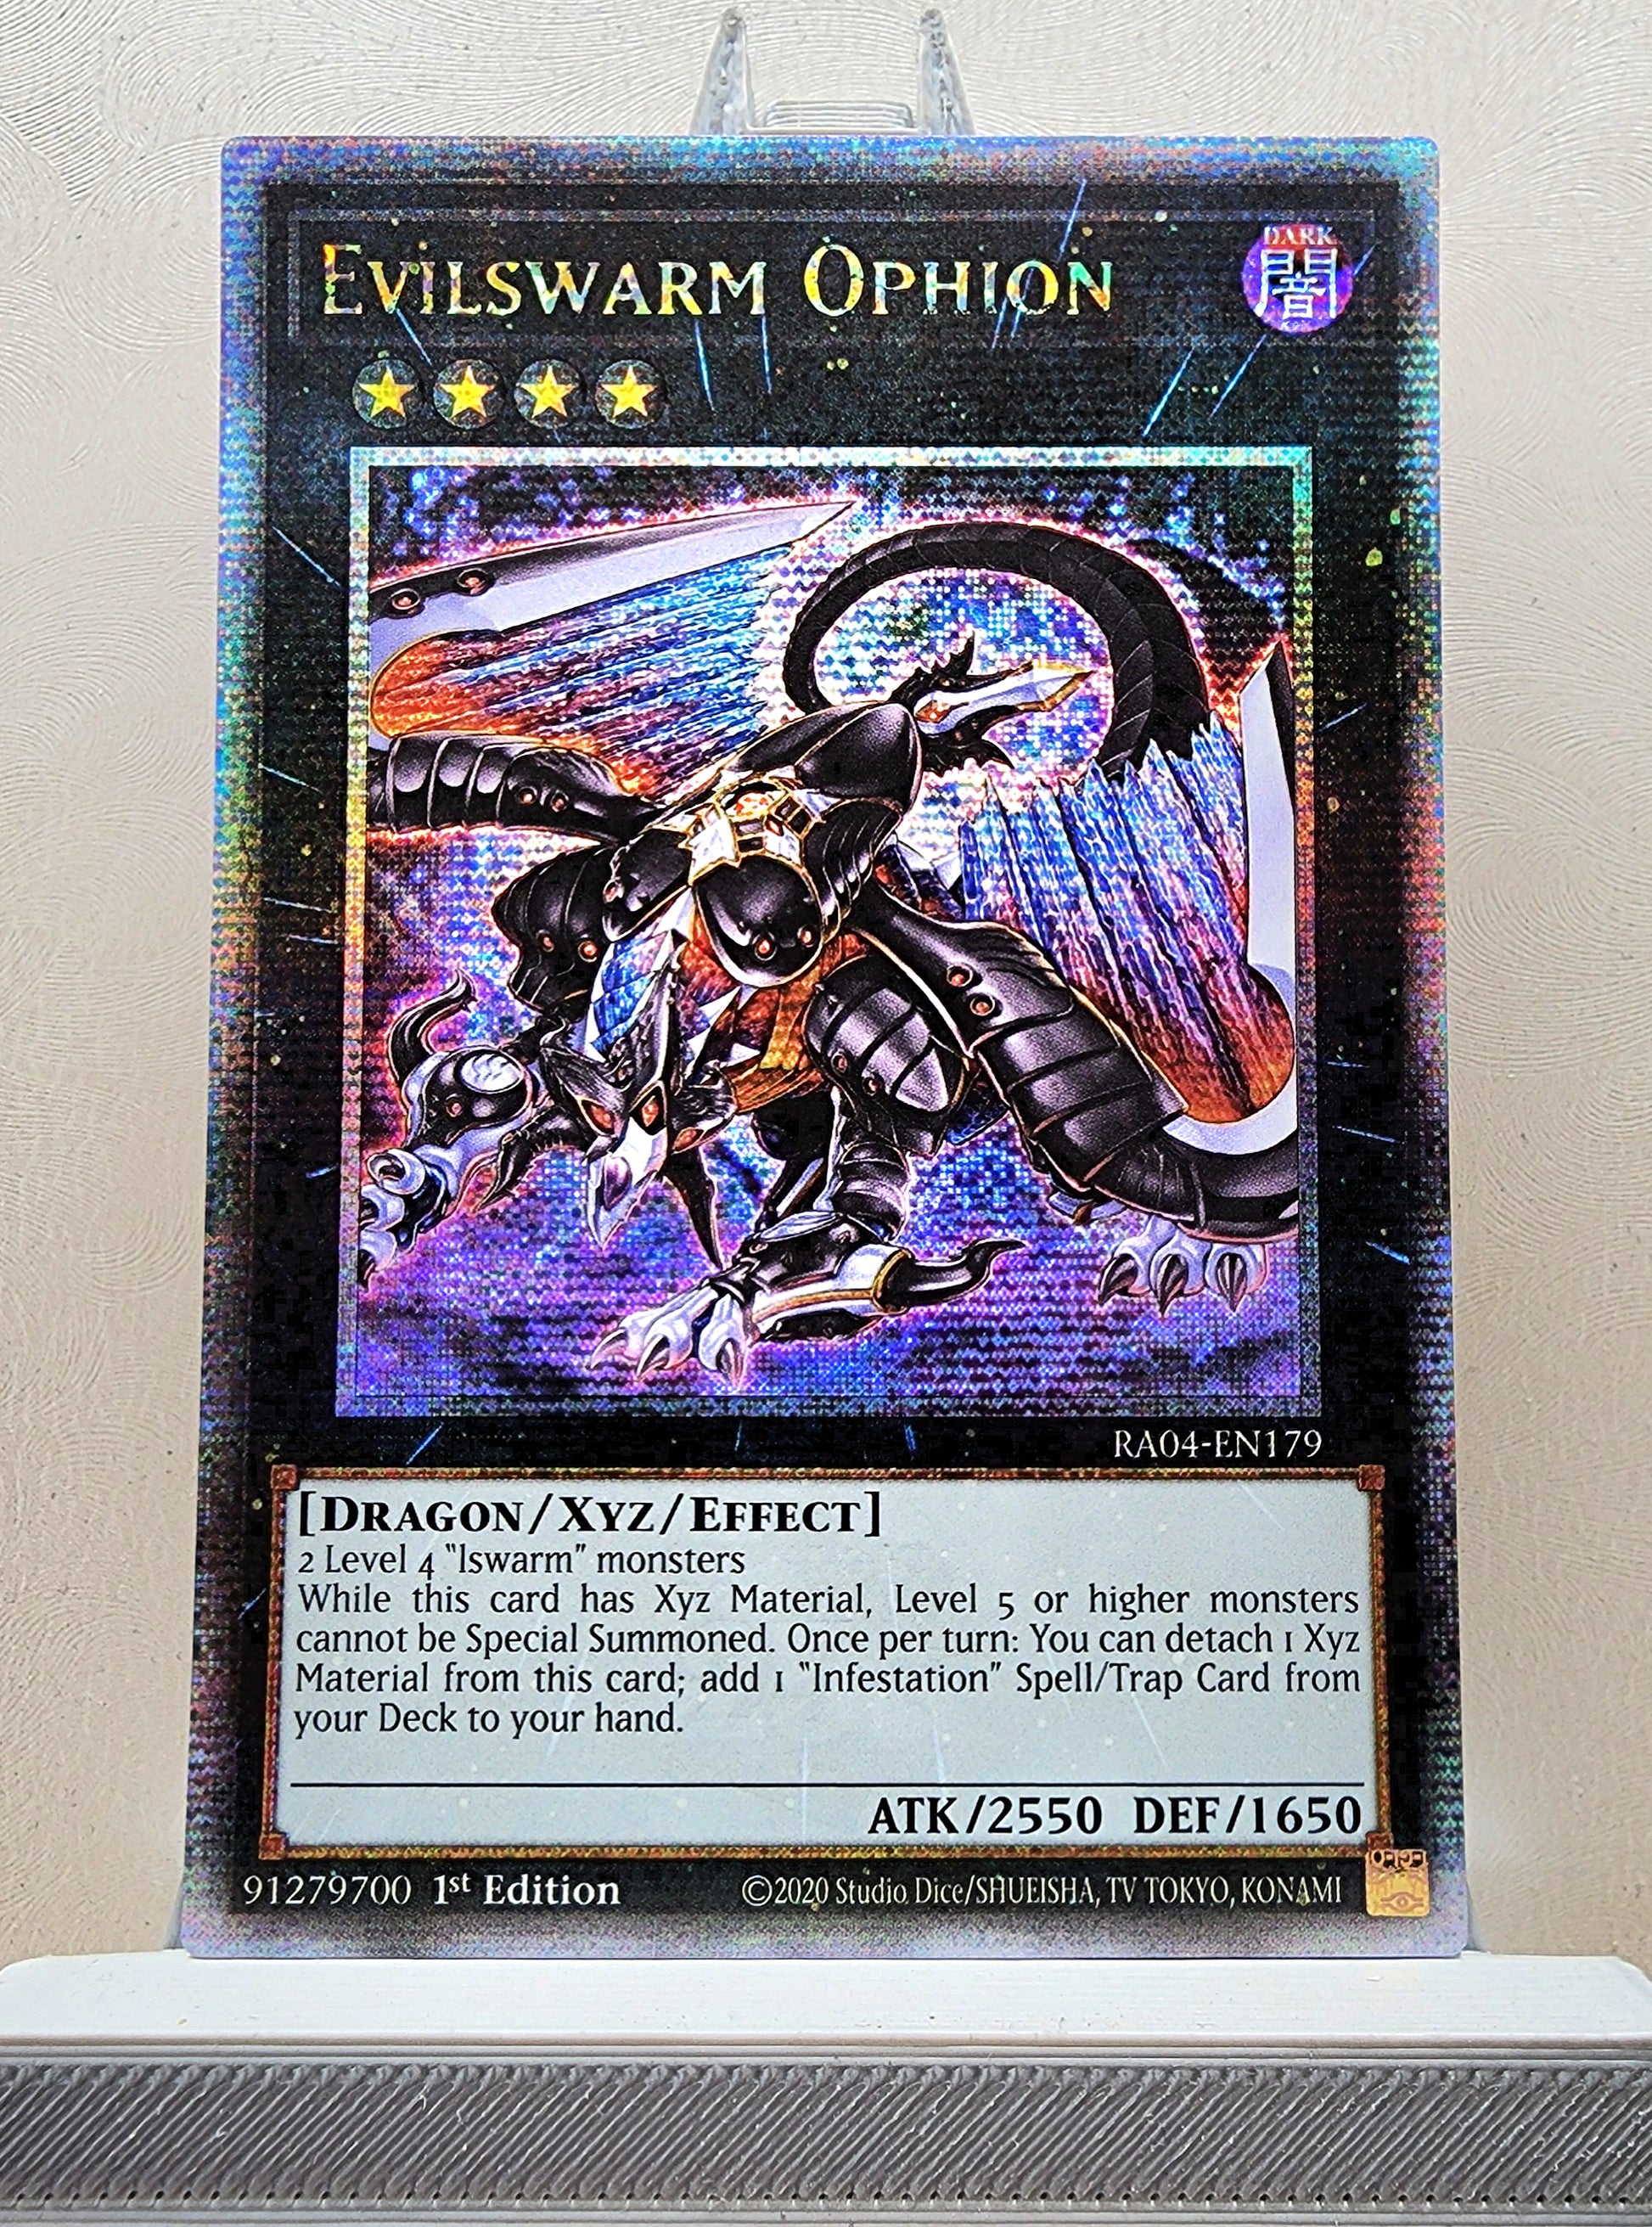 EVILSWARM OPHION
DARK
闇
RA04-EN179
[DRAGON/XYZ/EFFECT]
2 Level 4 "lswarm" monsters
While this card has Xyz Material, Level 5 or higher monsters
cannot be Special Summoned. Once per turn: You can detach 1 Xyz
Material from this card; add 1 "Infestation" Spell/Trap Card from
your Deck to your hand.
ATK/2550 DEF/1650
91279700 1st Edition ©2020 Studio Dice/SHUEISHA, TV TOKYO, KONAMI